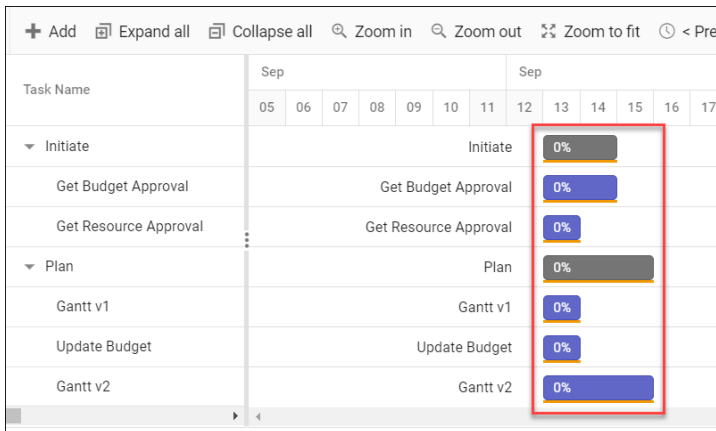 Add Expand all Collapse all Zoom in Zoom out Zoom to fit < Pre
Task Name
Sep Sep
05 06 07 08 09 10 11 12 13 14 15 16 17
Initiate Initiate 0%
Get Budget Approval Get Budget Approval 0%
Get Resource Approval Get Resource Approval 0%
Plan Plan 0%
Gantt v1 Gantt v1 0%
Update Budget Update Budget 0%
Gantt v2 Gantt v2 0%